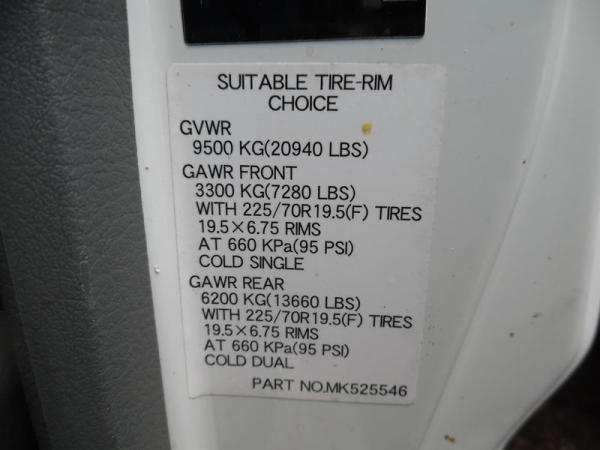 SUITABLE TIRE-RIM
CHOICE
GVWR
9500 KG(20940 LBS)
GAWR FRONT
3300 KG(7280 LBS)
WITH 225/70R19.5(F) TIRES
19.5×6.75 RIMS
AT 660 KPa(95 PSI)
COLD SINGLE
GAWR REAR
6200 KG(13660 LBS)
WITH 225/70R19.5(F) TIRES
19.5×6.75 RIMS
AT 660 KPa(95 PSI)
COLD DUAL
PART NO.MK525546